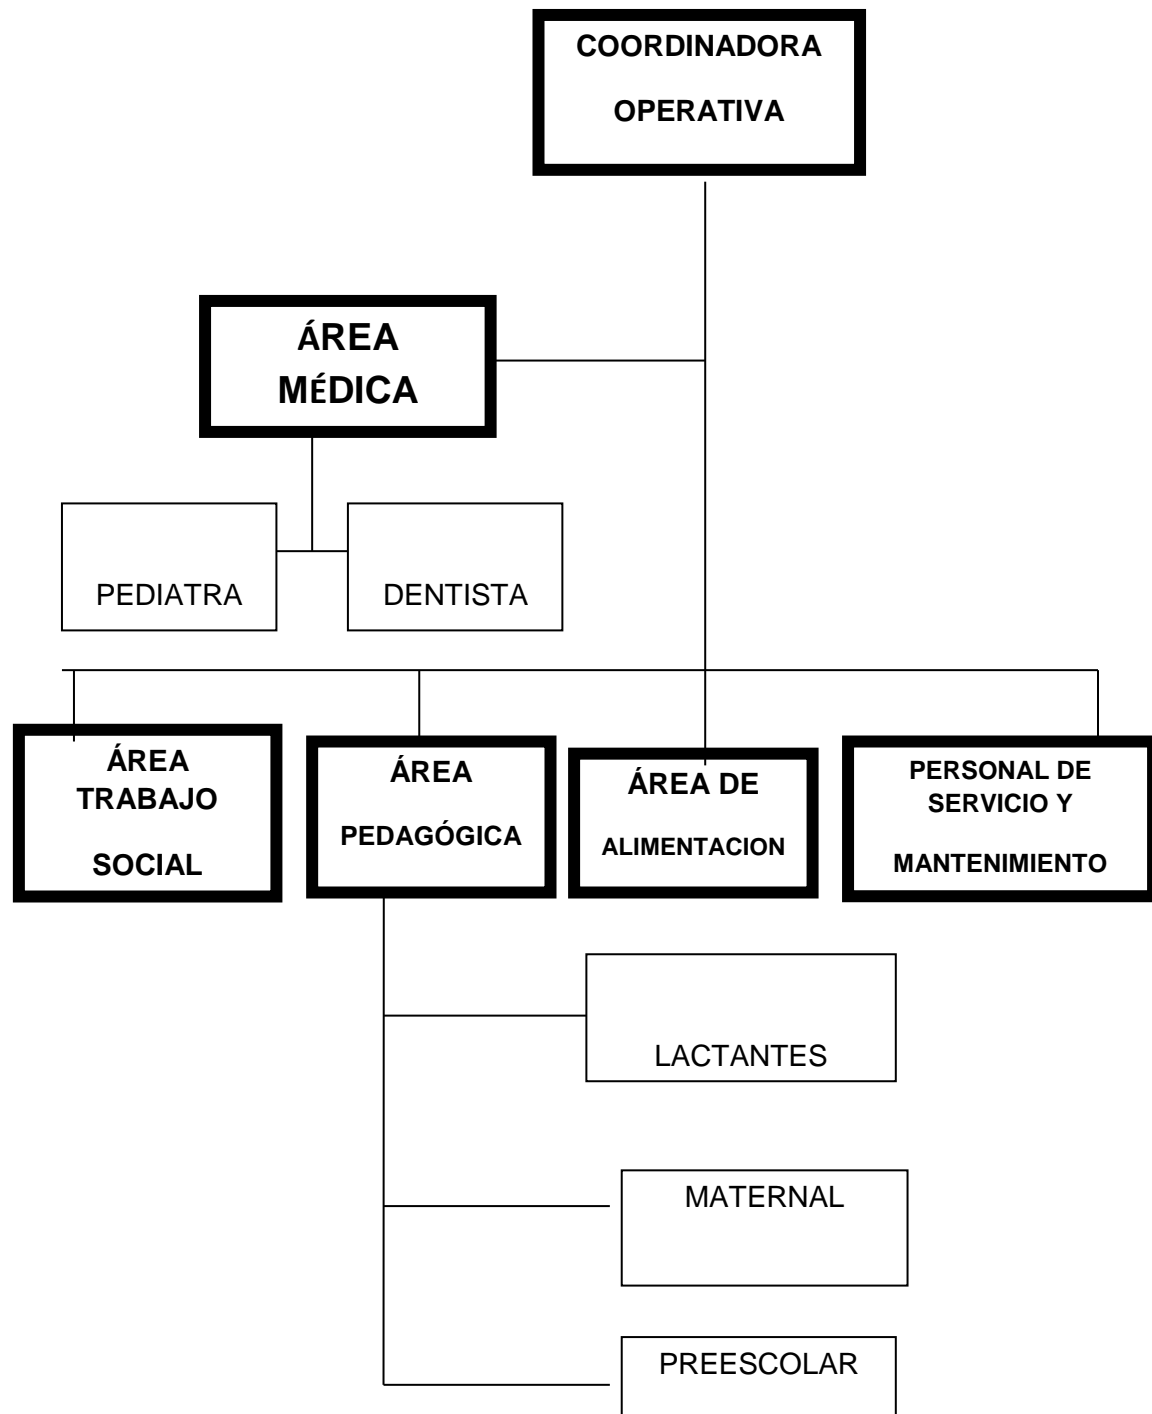 COORDINADORA
OPERATIVA
ÁREA
MÉDICA
PEDIATRA
DENTISTA
ÁREA
TRABAJO
SOCIAL
ÁREA
PEDAGÓGICA
ÁREA DE
ALIMENTACION
PERSONAL DE
SERVICIO Y
MANTENIMIENTO
LACTANTES
MATERNAL
PREESCOLAR